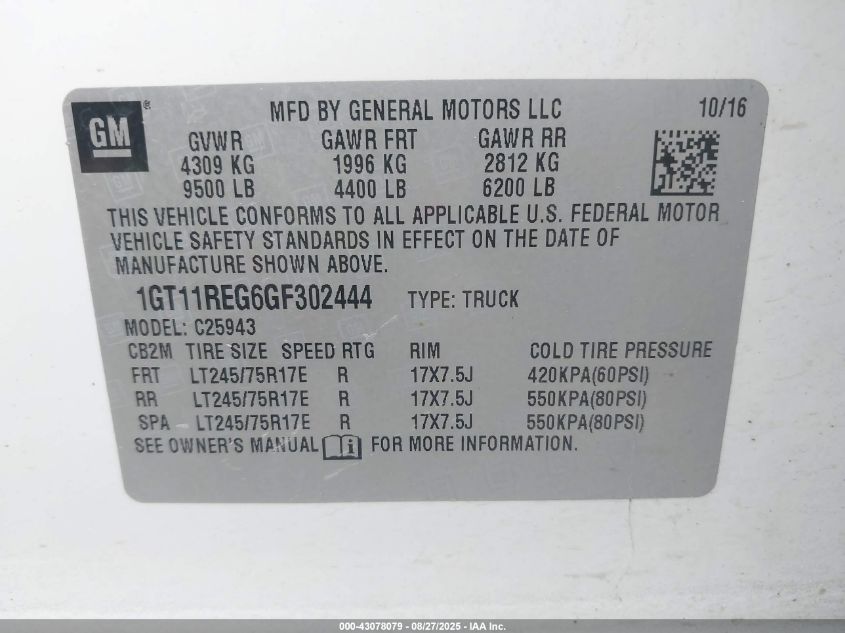 GM ® MFD BY GENERAL MOTORS LLC 10/16
GVWR GAWR FRT GAWR RR
4309 KG 1996 KG 2812 KG
9500 LB 4400 LB 6200 LB
THIS VEHICLE CONFORMS TO ALL APPLICABLE U.S. FEDERAL MOTOR
VEHICLE SAFETY STANDARDS IN EFFECT ON THE DATE OF
MANUFACTURE SHOWN ABOVE.
1GT11REG6GF302444 TYPE: TRUCK
MODEL: C25943
CB2M TIRE SIZE SPEED RTG RIM COLD TIRE PRESSURE
FRT LT245/75R17E R 17X7.5J 420KPA(60PSI)
RR LT245/75R17E R 17X7.5J 550KPA(80PSI)
SPA LT245/75R17E R 17X7.5J 550KPA(80PSI)
SEE OWNER'S MANUAL i FOR MORE INFORMATION.
000-43078079 - 08/27/2025 - IAA Inc.